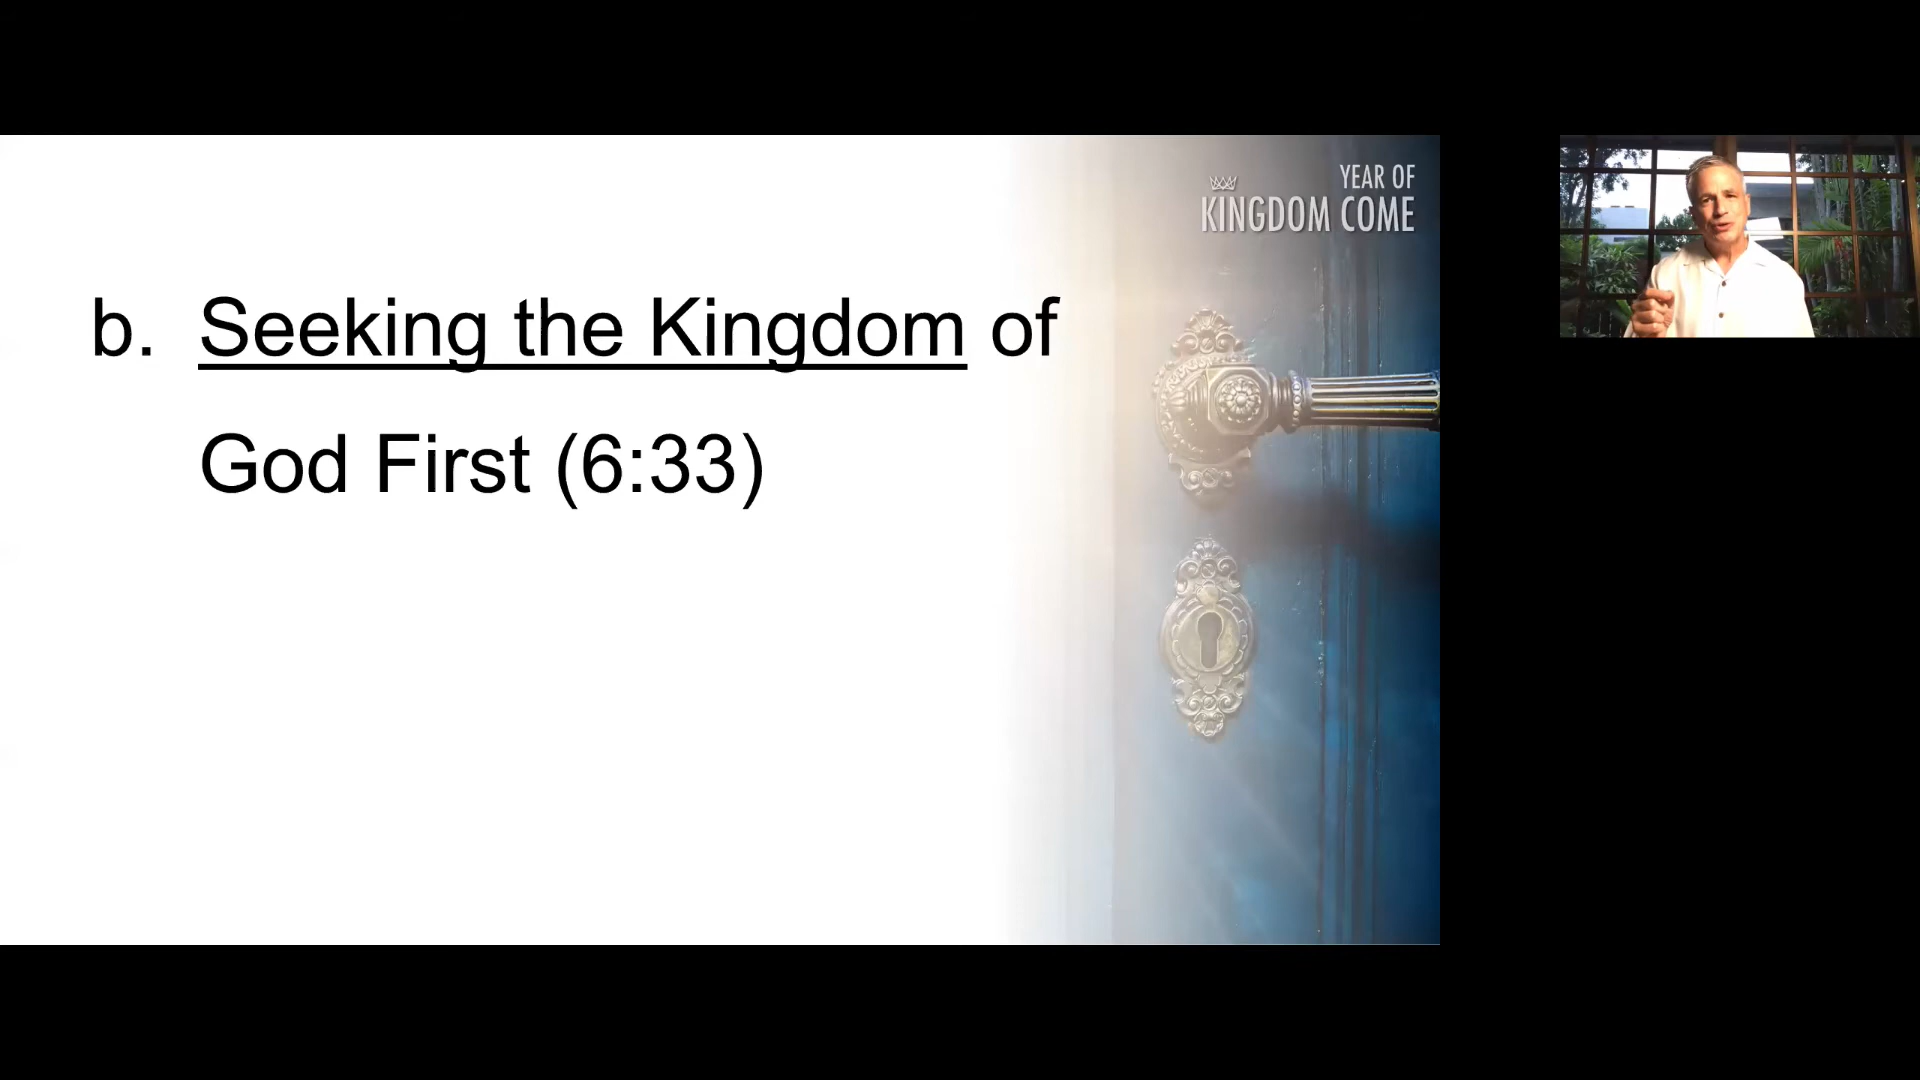 YEAR OF
KINGDOM COME
b. Seeking the Kingdom of
God First (6:33)